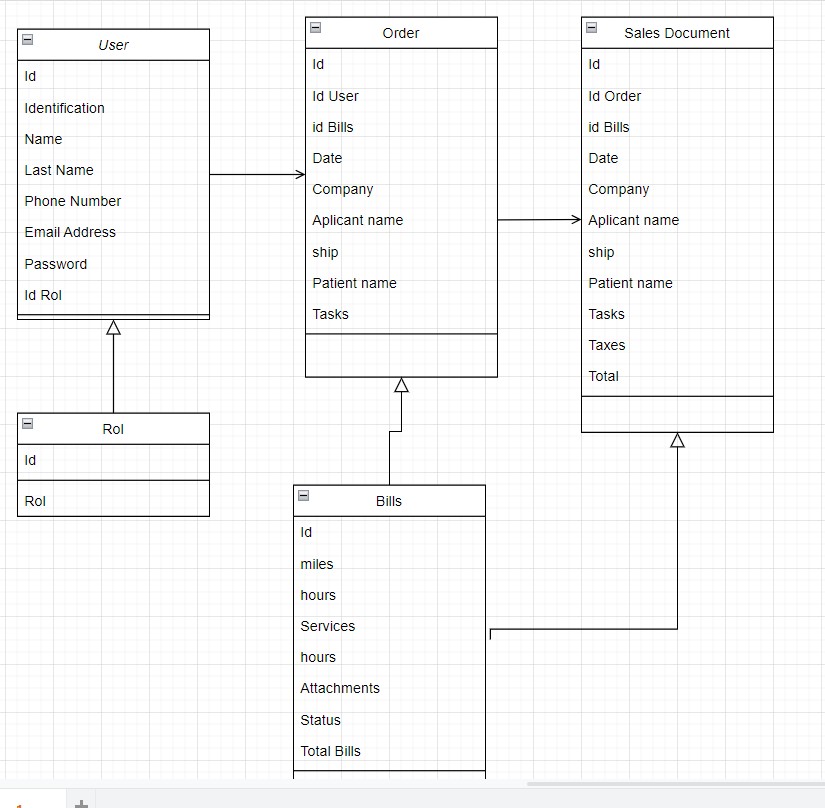 User
Id
Identification
Name
Last Name
Phone Number
Email Address
Password
Id Rol
Order
Id
Id User
id Bills
Date
Company
Aplicant name
ship
Patient name
Tasks
Sales Document
Id
Id Order
id Bills
Date
Company
Aplicant name
ship
Patient name
Tasks
Taxes
Total
Rol
Id
Rol
Bills
Id
miles
hours
Services
hours
Attachments
Status
Total Bills